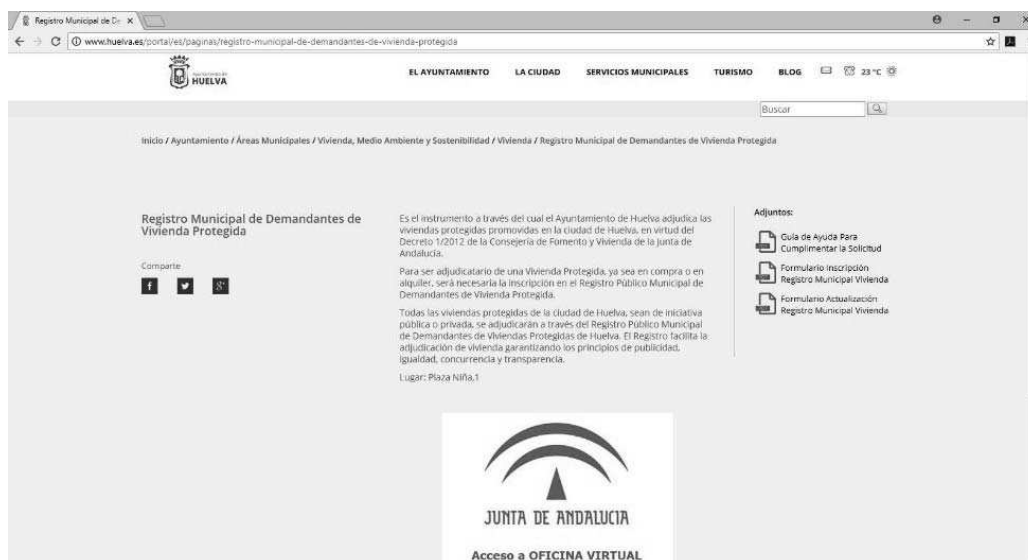 Registro Municipal de De
www.huelva.es/portal/es/paginas/registro-municipal-de-demandantes-de-vivienda-protegida
HUELVA
EL AYUNTAMIENTO LA CIUDAD SERVICIOS MUNICIPALES TURISMO BLOG 23 °C
Buscar
Inicio / Ayuntamiento / Áreas Municipales / Vivienda, Medio Ambiente y Sostenibilidad / Vivienda / Registro Municipal de Demandantes de Vivienda Protegida
Registro Municipal de Demandantes de
Vivienda Protegida
Comparte
Es el instrumento a través del cual el Ayuntamiento de Huelva adjudica las
viviendas protegidas promovidas en la ciudad de Huelva, en virtud del
Decreto 1/2012 de la Consejería de Fomento y Vivienda de la Junta de
Andalucía.
Para ser adjudicatario de una Vivienda Protegida, ya sea en compra o en
alquiler, será necesaria la inscripción en el Registro Público Municipal de
Demandantes de Vivienda Protegida.
Todas las viviendas protegidas de la ciudad de Huelva, sean de iniciativa
pública o privada, se adjudicarán a través del Registro Público Municipal
de Demandantes de Viviendas Protegidas de Huelva. El Registro facilita la
adjudicación de vivienda garantizando los principios de publicidad,
igualdad, concurrencia y transparencia.
Lugar: Plaza Niña,1
Adjuntos:
Guía de Ayuda Para
Cumplimentar la Solicitud
Formulario Inscripción
Registro Municipal Vivienda
Formulario Actualización
Registro Municipal Vivienda
JUNTA DE ANDALUCIA
Acceso a OFICINA VIRTUAL